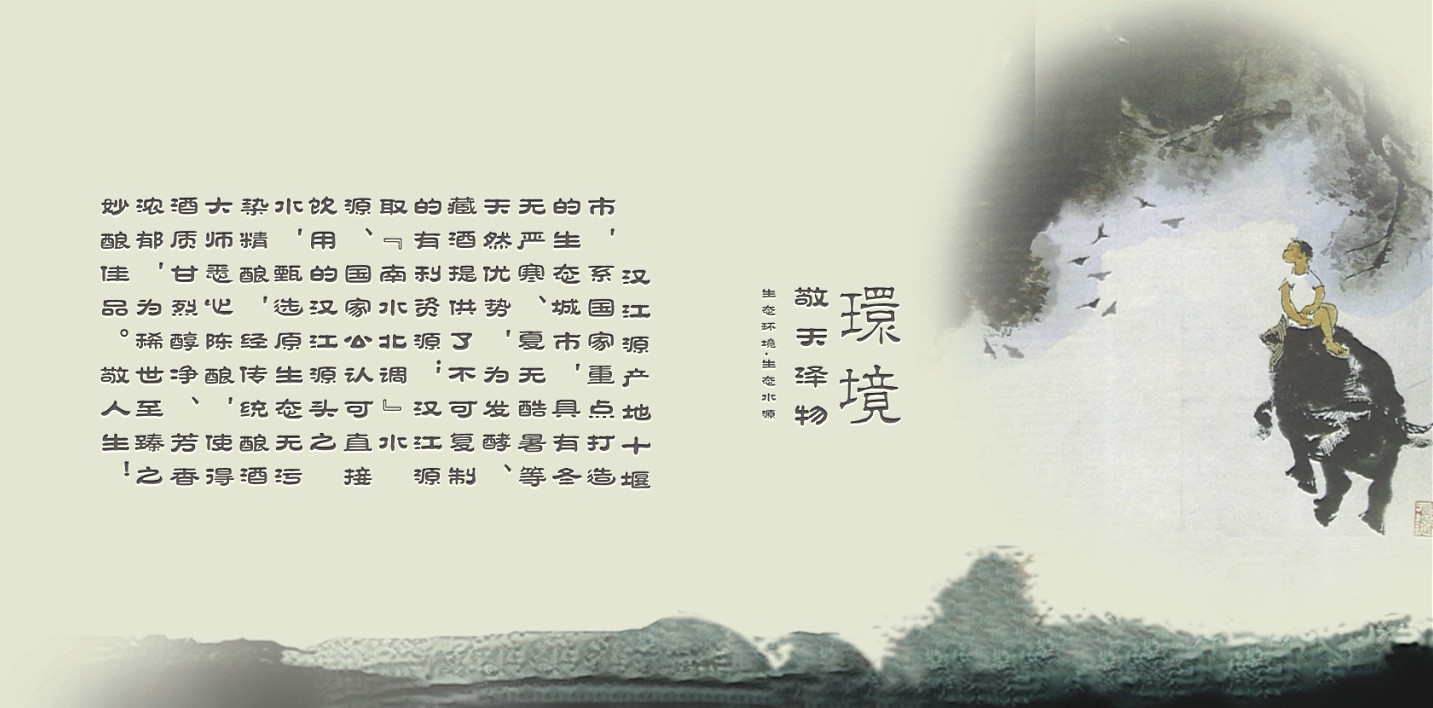 環境
敬天泽物
生态环境·生态水源
汉江源产地十堰
市，系国家重点打造
的生态城市，具有冬
无严寒、夏无酷暑等
天然优势，为发酵、
藏酒提供了不可复制
的有利资源；汉江源
取『南水北调』水
源、国家公认可直接
饮用的汉江源头之
水，甄选原生态无污
染精酿，经传统酿酒
大师悉心陈酿，使得
酒质甘烈醇净、芳香
浓郁，为稀世至臻之
妙酿佳品。敬人生！